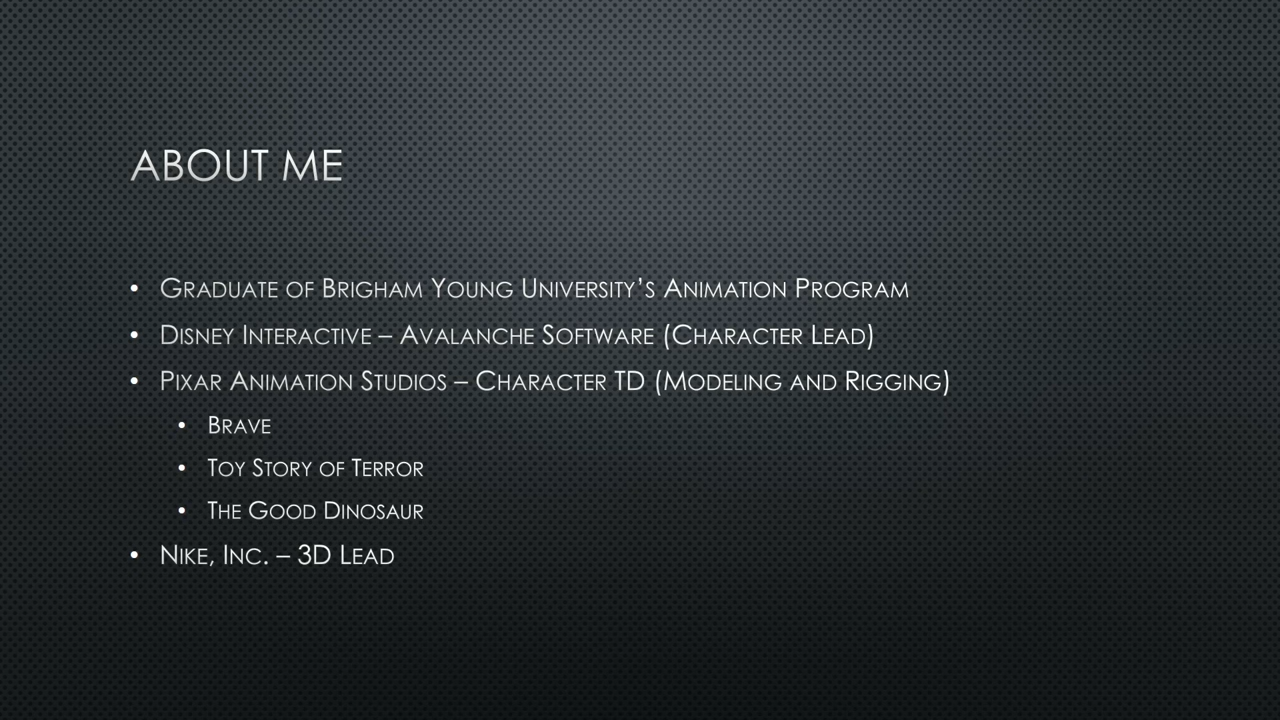 ABOUT ME
• GRADUATE OF BRIGHAM YOUNG UNIVERSITY'S ANIMATION PROGRAM
• DISNEY INTERACTIVE – AVALANCHE SOFTWARE (CHARACTER LEAD)
• PIXAR ANIMATION STUDIOS – CHARACTER TD (MODELING AND RIGGING)
• BRAVE
• TOY STORY OF TERROR
• THE GOOD DINOSAUR
• NIKE, INC. – 3D LEAD